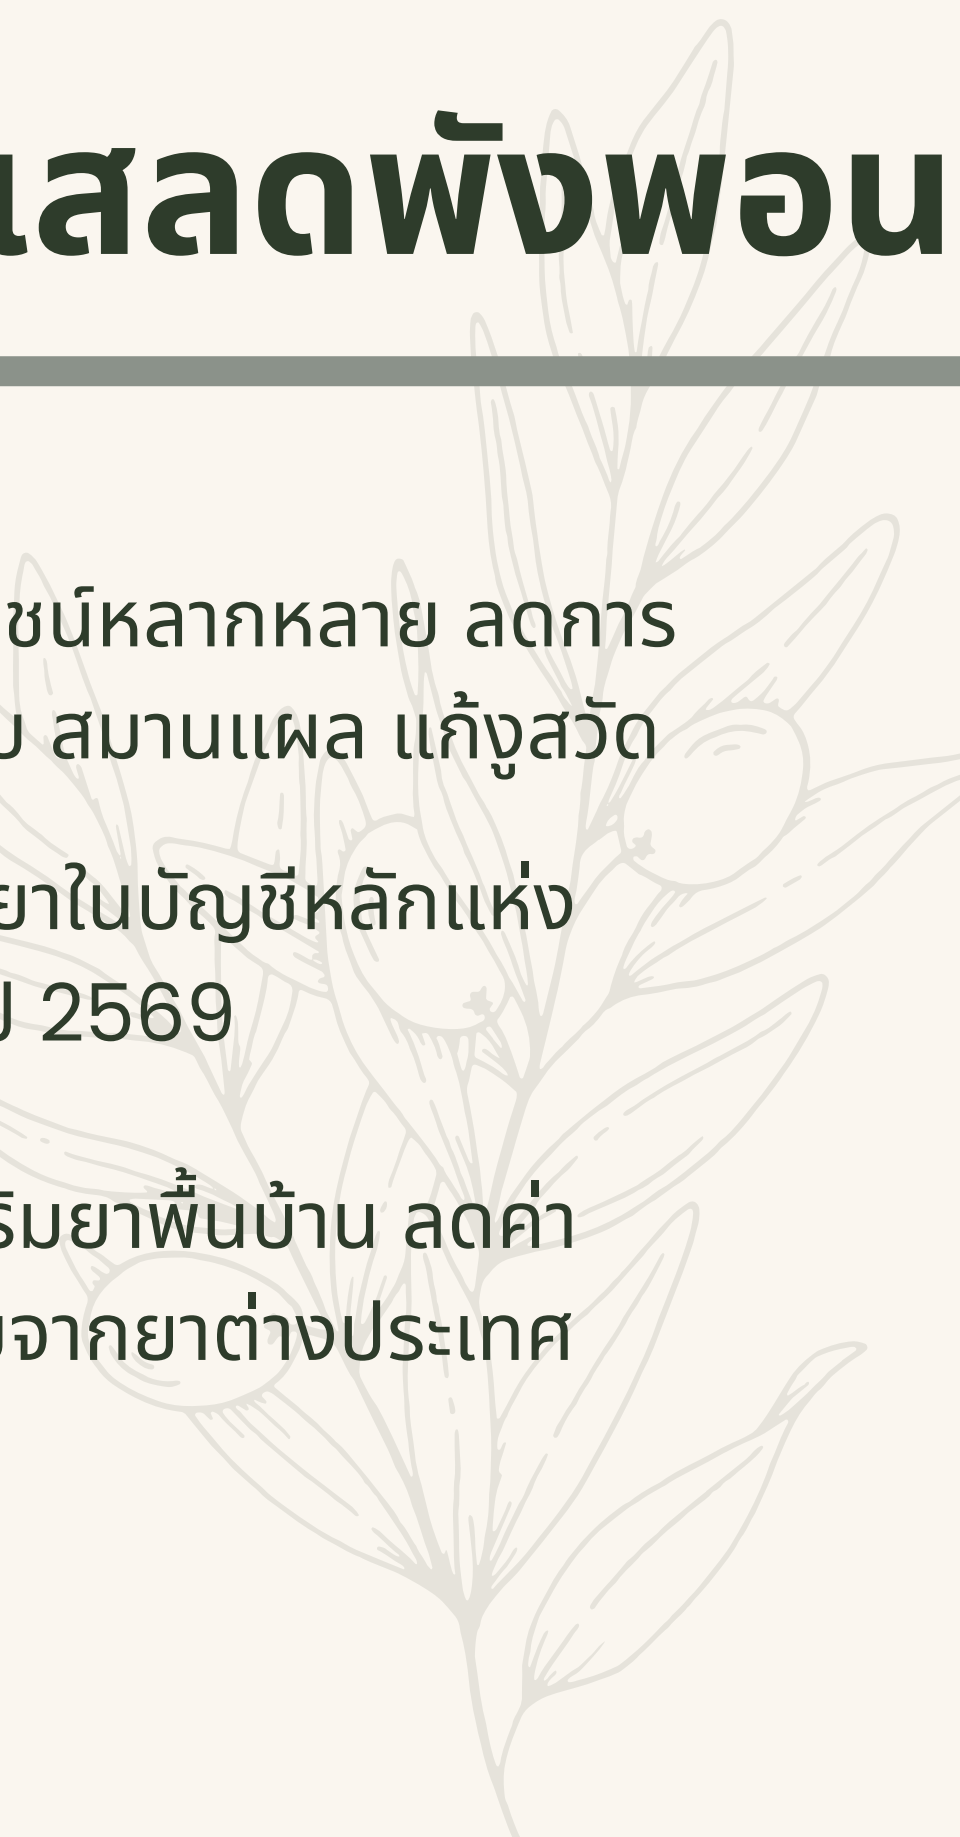 เสลดพังพอน
ชน์หลากหลาย ลดการ
สมานแผล แก้งูสวัด
ยาในบัญชีหลักแห่ง
2569
ริมยาพื้นบ้าน ลดค่า
จากยาต่างประเทศ